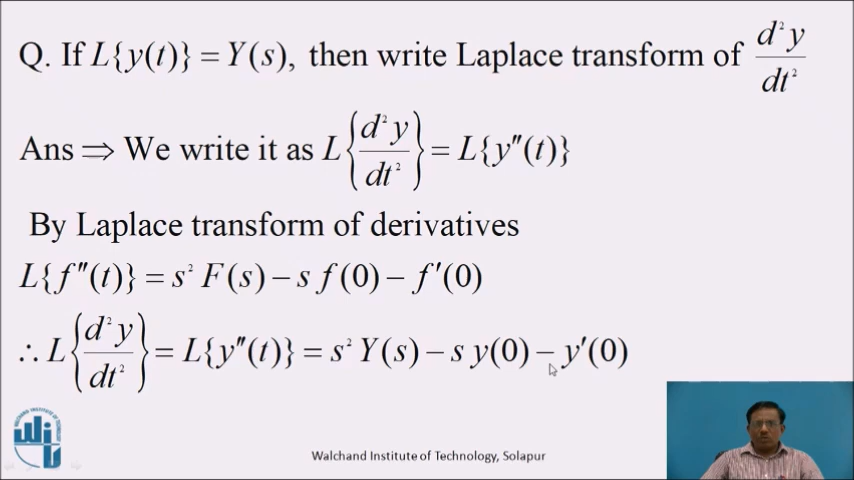 Q. If L{y(t)} = Y(s), then write Laplace transform of d²y/dt²
Ans ⇒ We write it as L{d²y/dt²} = L{y″(t)}
By Laplace transform of derivatives
L{f″(t)} = s² F(s) − s f(0) − f′(0)
∴ L{d²y/dt²} = L{y″(t)} = s² Y(s) − s y(0) − y′(0)
WIT
Walchand Institute of Technology, Solapur